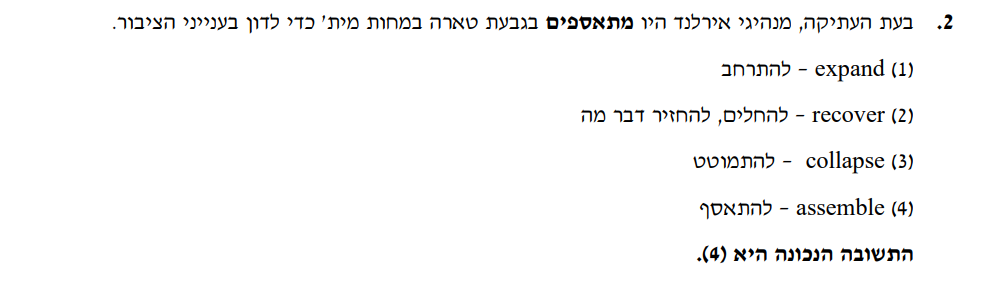 2. בעת העתיקה, מנהיגי אירלנד היו מתאספים בגבעת טארה במחוז מית' כדי לדון בענייני הציבור.
(1) expand – להתרחב
(2) recover – להחלים, להחזיר דבר מה
(3) collapse – להתמוטט
(4) assemble – להתאסף
התשובה הנכונה היא (4).